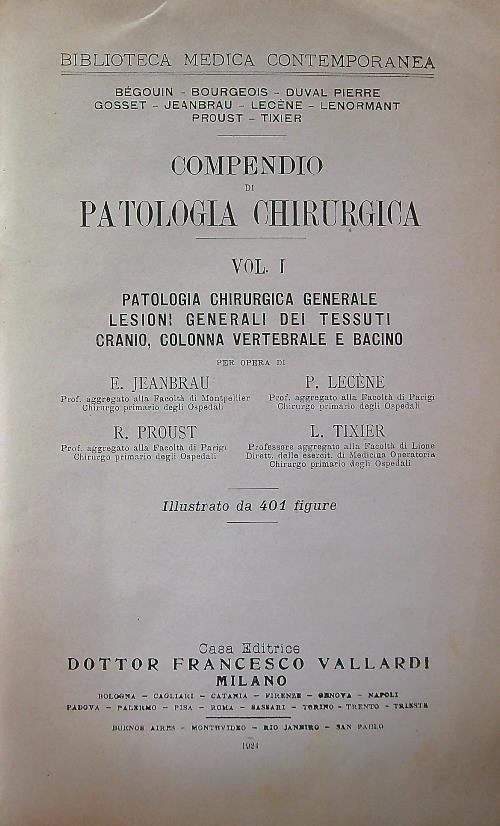 BIBLIOTECA MEDICA CONTEMPORANEA
BÉGOUIN - BOURGEOIS - DUVAL PIERRE
GOSSET - JEANBRAU - LECÈNE - LENORMANT
PROUST - TIXIER
COMPENDIO
DI
PATOLOGIA CHIRURGICA
VOL. I
PATOLOGIA CHIRURGICA GENERALE
LESIONI GENERALI DEI TESSUTI
CRANIO, COLONNA VERTEBRALE E BACINO
PER OPERA DI
E. JEANBRAU
Prof. aggregato alla Facoltà di Montpellier
Chirurgo primario degli Ospedali
P. LECÈNE
Prof. aggregato alla Facoltà di Parigi
Chirurgo primario degli Ospedali
R. PROUST
Prof. aggregato alla Facoltà di Parigi
Chirurgo primario degli Ospedali
L. TIXIER
Professore aggregato alla Facoltà di Lione
Dirett. delle esercit. di Medicina Operatoria
Chirurgo primario degli Ospedali
Illustrato da 401 figure
Casa Editrice
DOTTOR FRANCESCO VALLARDI
MILANO
BOLOGNA - CAGLIARI - CATANIA - FIRENZE - GENOVA - NAPOLI
PADOVA - PALERMO - PISA - ROMA - SASSARI - TORINO - TRENTO - TRIESTE
BUENOS AIRES - MONTEVIDEO - RIO JANEIRO - SAN PAOLO